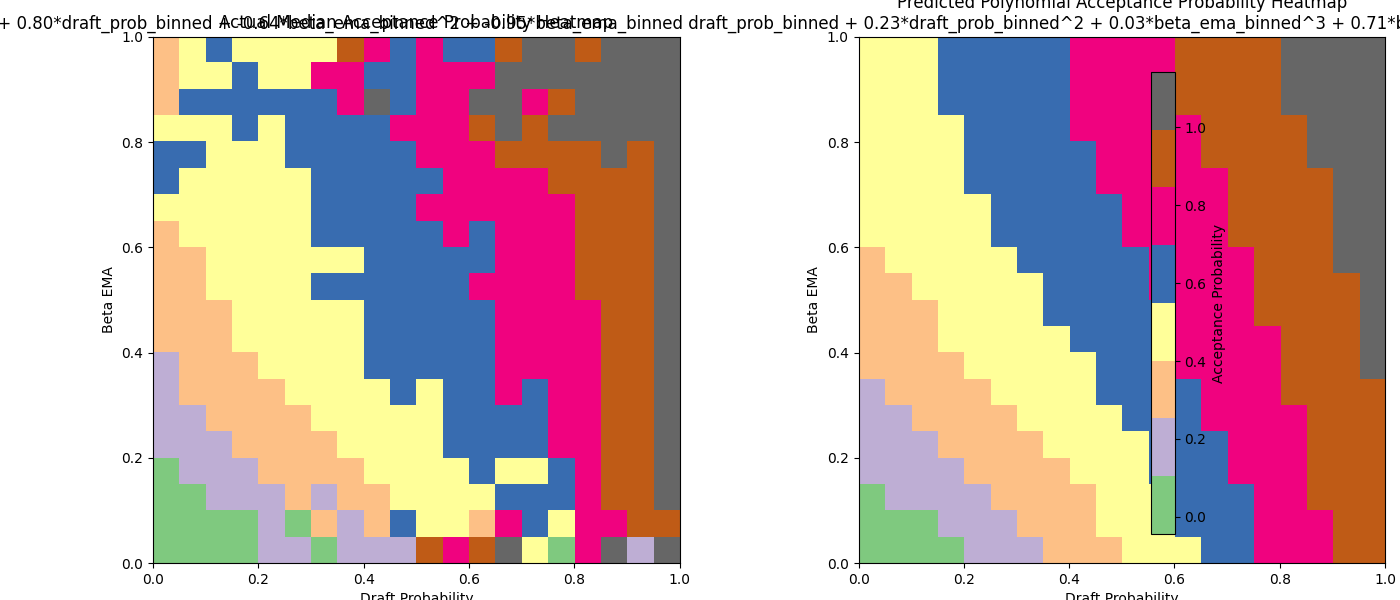 Predicted Polynomial Acceptance Probability Heatmap
+ 0.80*draft_prob_binned + -0.64*beta_ema_binned^2 + -0.95*beta_ema_binned draft_prob_binned + 0.23*draft_prob_binned^2 + 0.03*beta_ema_binned^3 + 0.71*b
Actual Median Acceptance Probability Heatmap
1.0
0.8
0.6
0.4
0.2
0.0
Beta EMA
0.0 0.2 0.4 0.6 0.8 1.0
Draft Probability
1.0
0.8
0.6
0.4
0.2
0.0
Beta EMA
0.0 0.2 0.4 0.6 0.8 1.0
Draft Probability
1.0
0.8
0.6
0.4
0.2
0.0
Acceptance Probability